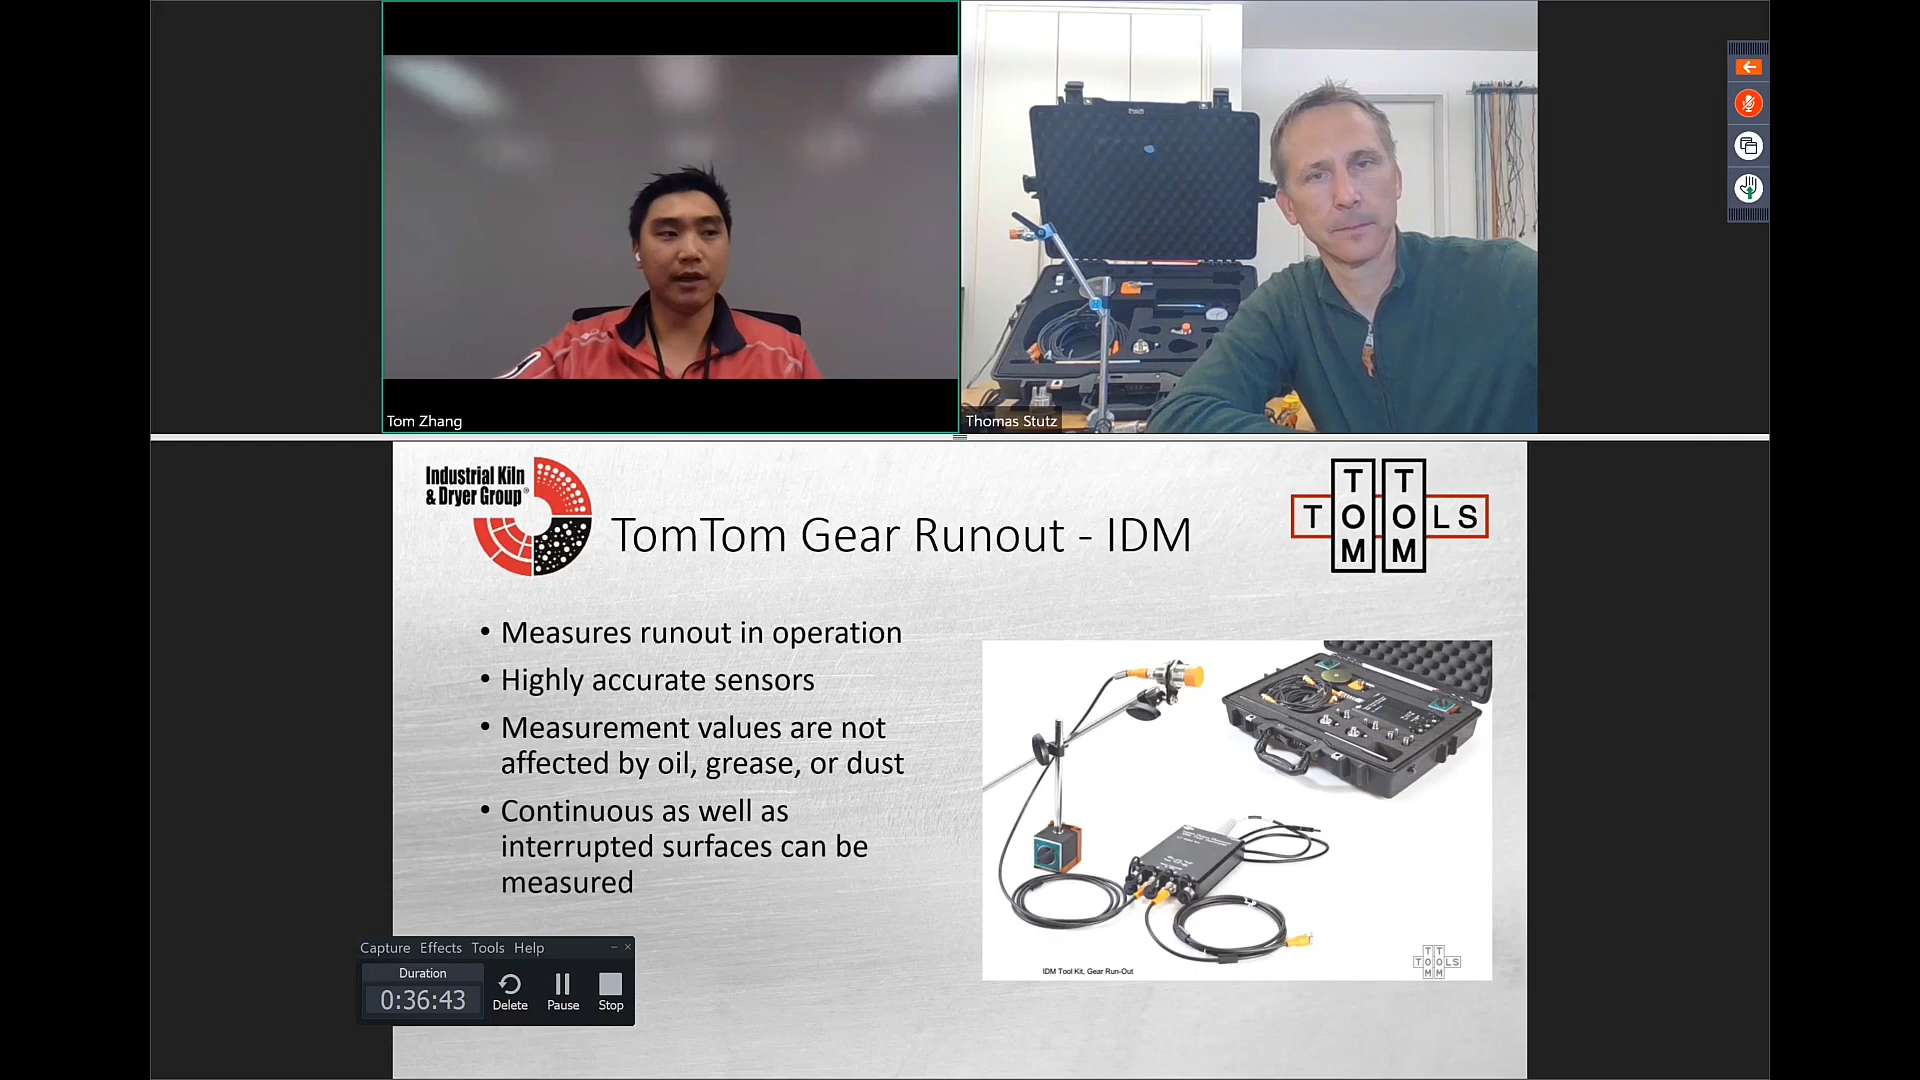 Tom Zhang
Thomas Stutz
Industrial Kiln
& Dryer Group®
TomTom Gear Runout - IDM
TOM
TOM
TOOLS
• Measures runout in operation
• Highly accurate sensors
• Measurement values are not
affected by oil, grease, or dust
• Continuous as well as
interrupted surfaces can be
measured
IDM Tool Kit, Gear Run-Out
TOM
TOM
TOOLS
Capture Effects Tools Help
Duration
0:36:43
Delete Pause Stop